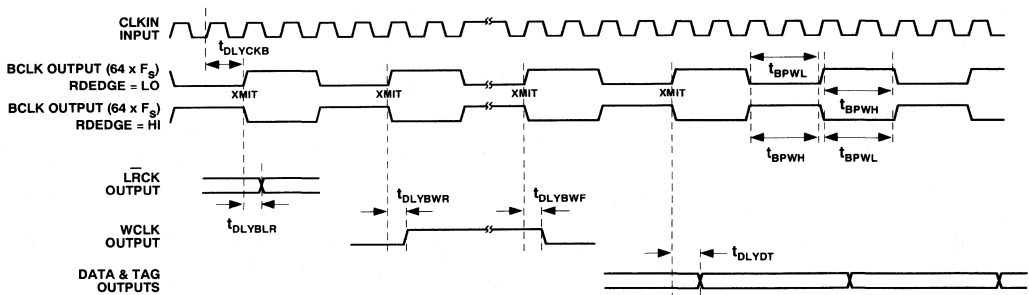 CLKIN
INPUT
tDLYCKB
BCLK OUTPUT (64 x FS)
RDEDGE = LO
tBPWL
XMIT XMIT XMIT XMIT
BCLK OUTPUT (64 x FS)
RDEDGE = HI
tBPWH
tBPWH tBPWL
LRCK
OUTPUT
tDLYBLR
tDLYBWR tDLYBWF
WCLK
OUTPUT
tDLYDT
DATA & TAG
OUTPUTS